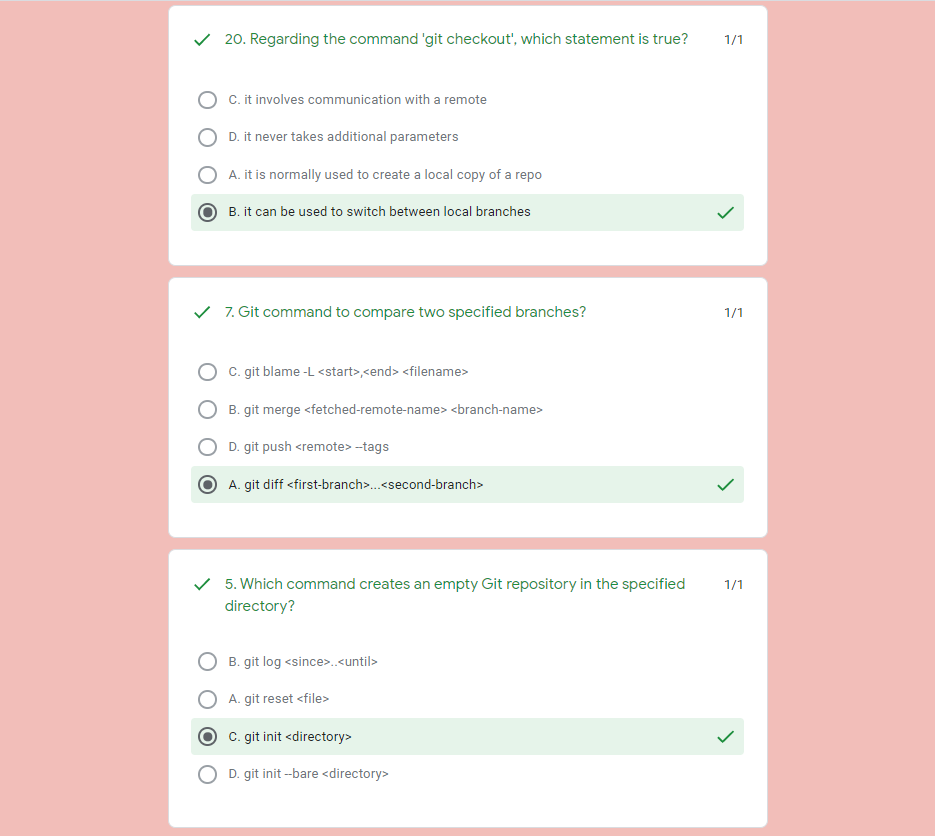 20. Regarding the command 'git checkout', which statement is true? 1/1
C. it involves communication with a remote
D. it never takes additional parameters
A. it is normally used to create a local copy of a repo
B. it can be used to switch between local branches
7. Git command to compare two specified branches? 1/1
C. git blame -L <start>,<end> <filename>
B. git merge <fetched-remote-name> <branch-name>
D. git push <remote> --tags
A. git diff <first-branch>...<second-branch>
5. Which command creates an empty Git repository in the specified 1/1
directory?
B. git log <since>..<until>
A. git reset <file>
C. git init <directory>
D. git init --bare <directory>